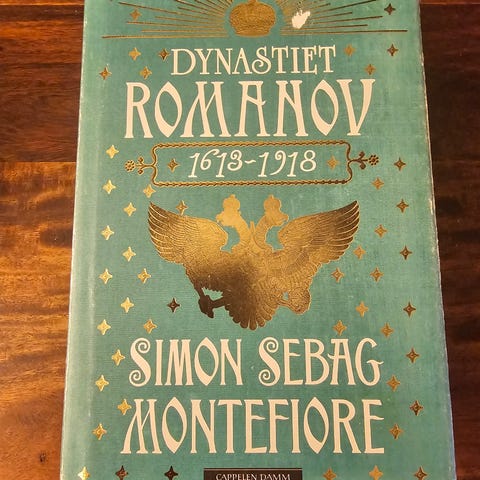 DYNASTIET
ROMANOV
1613-1918
SIMON SEBAG
MONTEFIORE
CAPPELEN DAMM